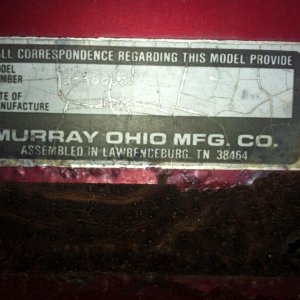 ALL CORRESPONDENCE REGARDING THIS MODEL PROVIDE
MODEL
NUMBER
DATE OF
MANUFACTURE
MURRAY OHIO MFG. CO.
ASSEMBLED IN LAWRENCEBURG, TN 38464